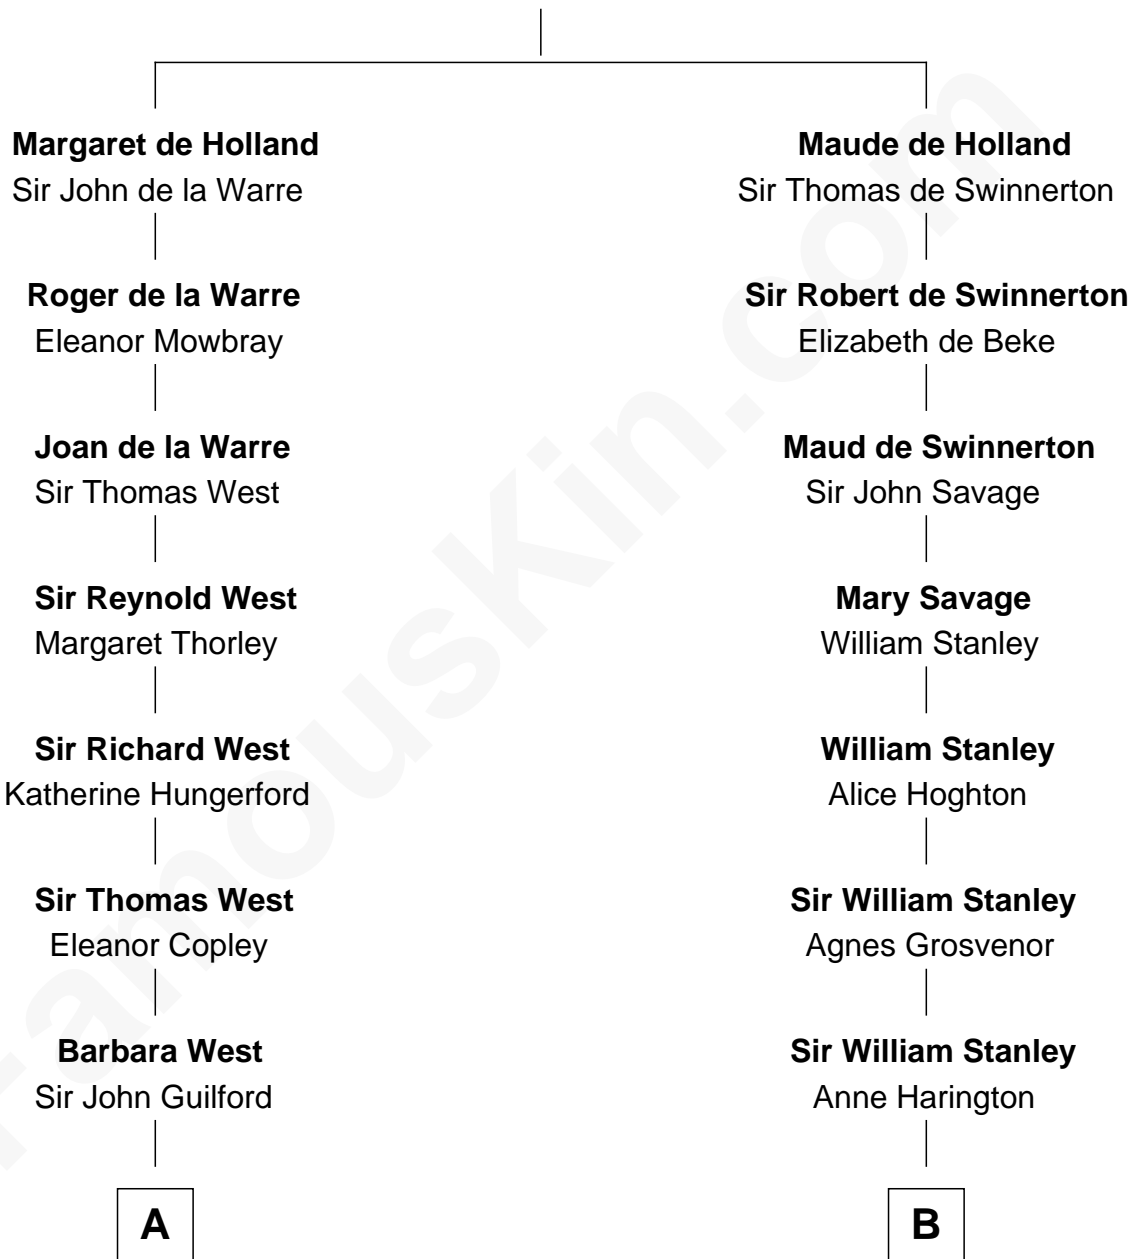 Margaret de Holland
Sir John de la Warre
Roger de la Warre
Eleanor Mowbray
Joan de la Warre
Sir Thomas West
Sir Reynold West
Margaret Thorley
Sir Richard West
Katherine Hungerford
Sir Thomas West
Eleanor Copley
Barbara West
Sir John Guilford
A
Maude de Holland
Sir Thomas de Swinnerton
Sir Robert de Swinnerton
Elizabeth de Beke
Maud de Swinnerton
Sir John Savage
Mary Savage
William Stanley
William Stanley
Alice Hoghton
Sir William Stanley
Agnes Grosvenor
Sir William Stanley
Anne Harington
B
FamousKin.com